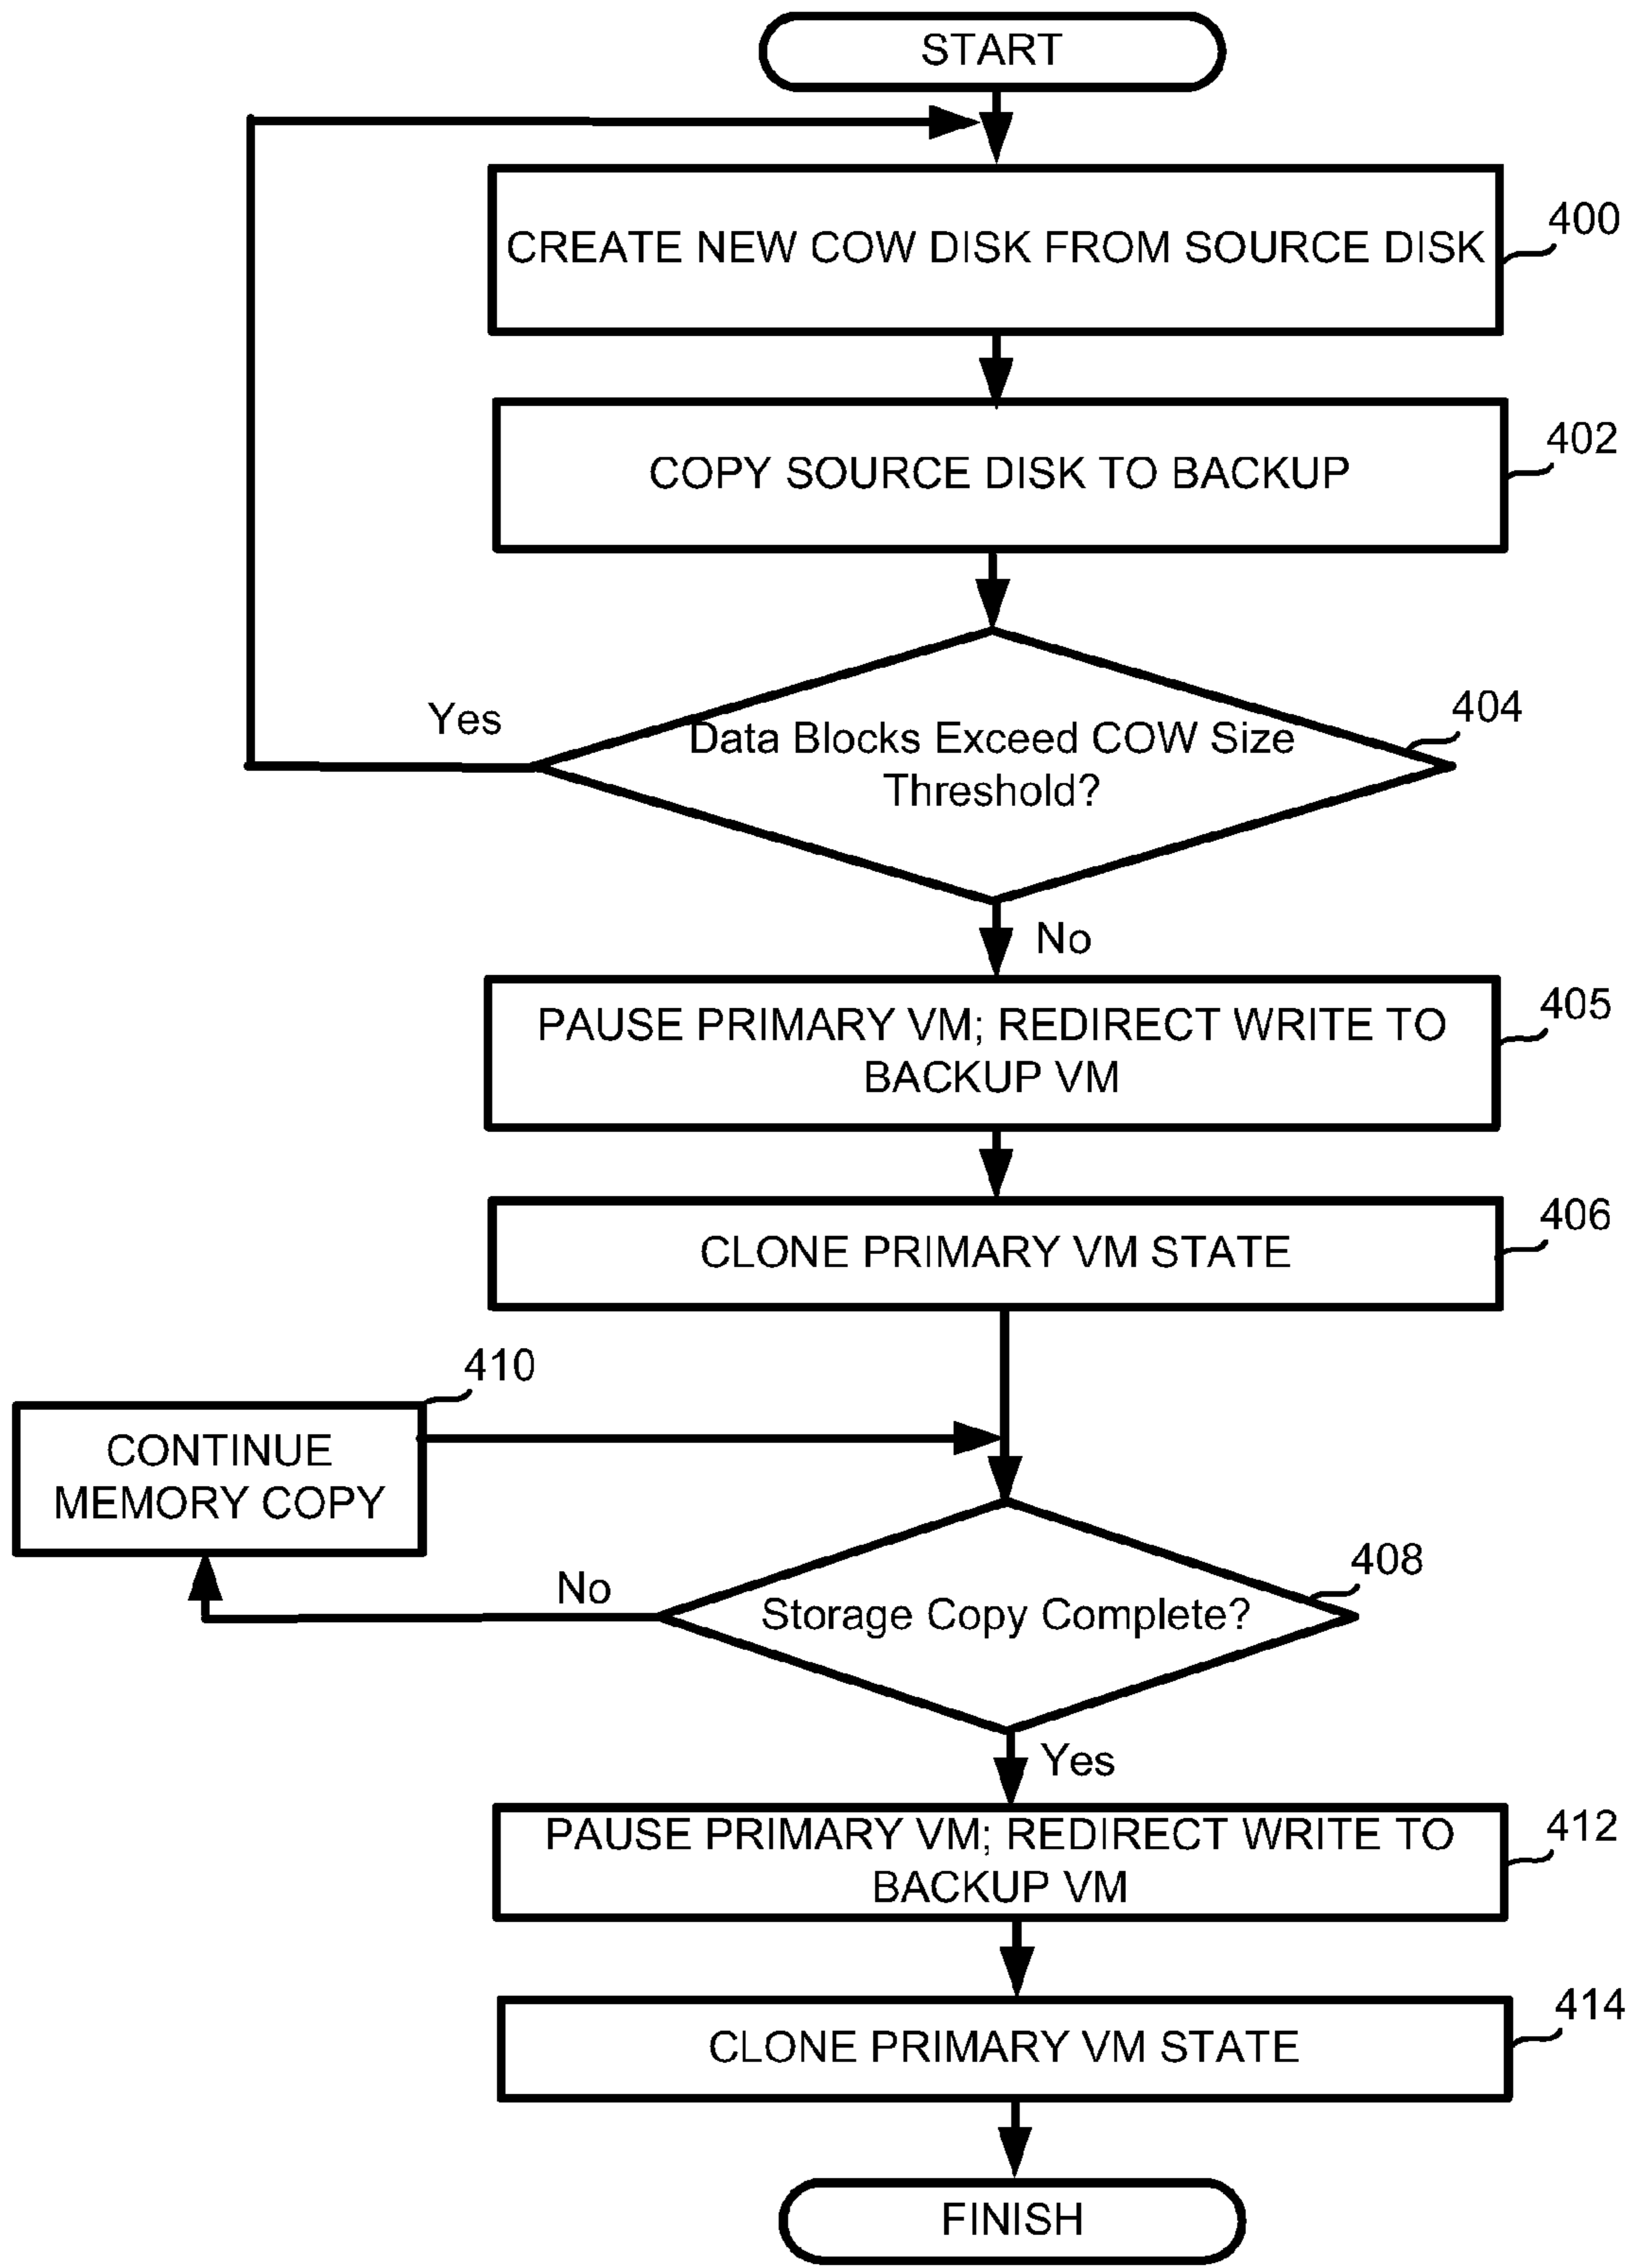 START
CREATE NEW COW DISK FROM SOURCE DISK
400
COPY SOURCE DISK TO BACKUP
402
Yes
Data Blocks Exceed COW Size
Threshold?
404
No
PAUSE PRIMARY VM; REDIRECT WRITE TO
BACKUP VM
405
CLONE PRIMARY VM STATE
406
410
CONTINUE
MEMORY COPY
No
Storage Copy Complete?
408
Yes
PAUSE PRIMARY VM; REDIRECT WRITE TO
BACKUP VM
412
CLONE PRIMARY VM STATE
414
FINISH